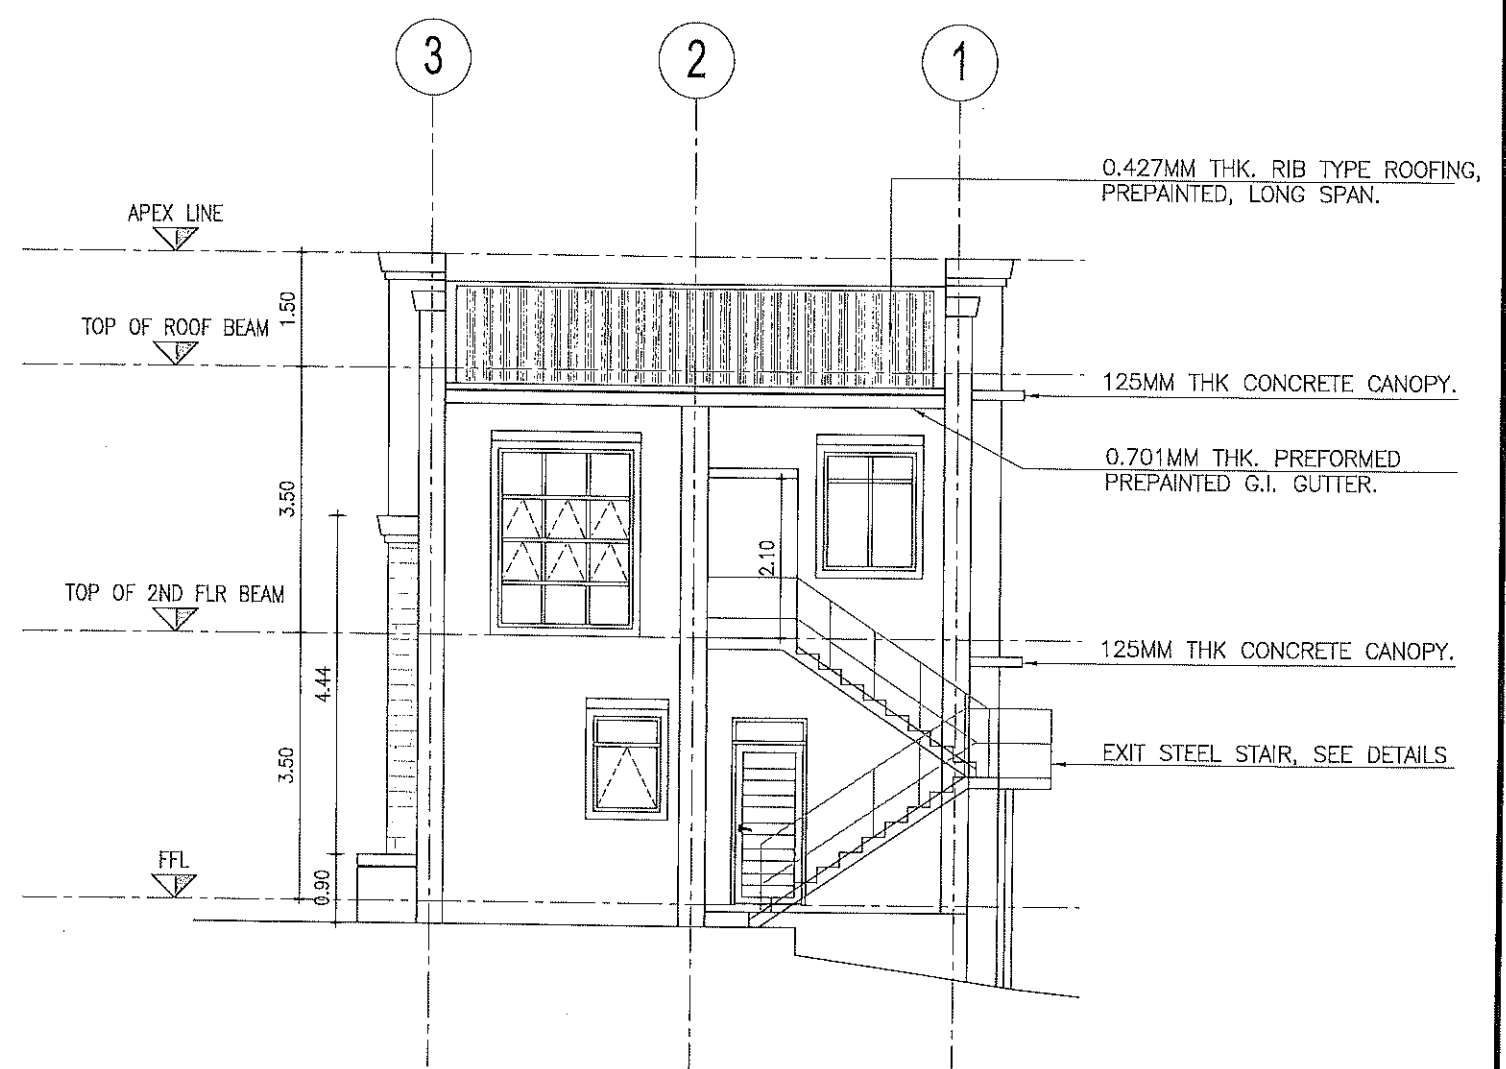 3
2
1
0.427MM THK. RIB TYPE ROOFING,
PREPAINTED, LONG SPAN.
APEX LINE
1.50
TOP OF ROOF BEAM
125MM THK CONCRETE CANOPY.
0.701MM THK. PREFORMED
PREPAINTED G.I. GUTTER.
3.50
2.10
TOP OF 2ND FLR BEAM
125MM THK CONCRETE CANOPY.
4.44
3.50
EXIT STEEL STAIR, SEE DETAILS
FFL
0.90